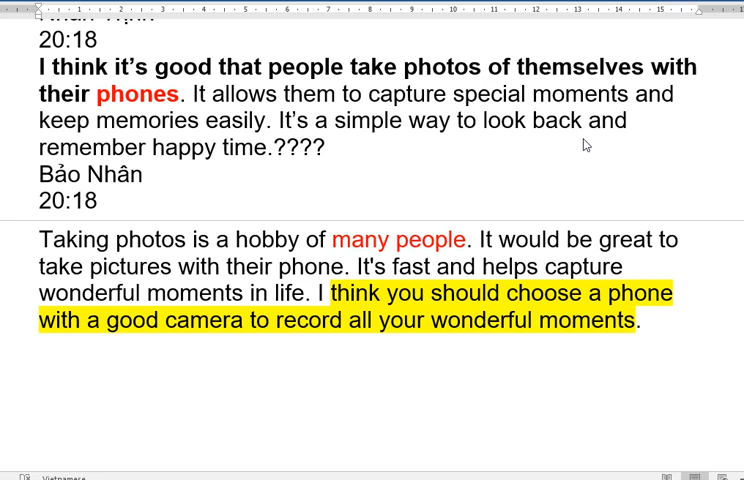 20:18
I think it’s good that people take photos of themselves with
their phones. It allows them to capture special moments and
keep memories easily. It’s a simple way to look back and
remember happy time.????
Bảo Nhân
20:18
Taking photos is a hobby of many people. It would be great to
take pictures with their phone. It's fast and helps capture
wonderful moments in life. I think you should choose a phone
with a good camera to record all your wonderful moments.
Vietnamese